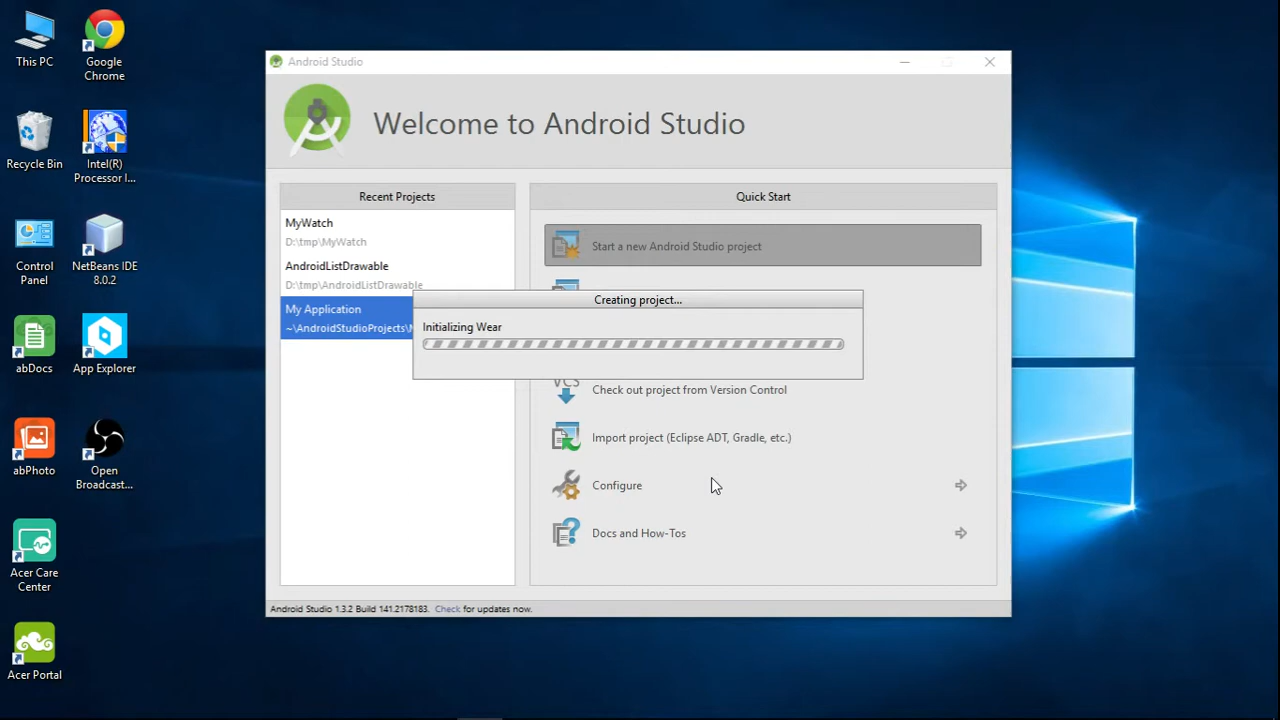 This PC
Google
Chrome
Recycle Bin
Intel(R)
Processor I...
Control
Panel
NetBeans IDE
8.0.2
abDocs
App Explorer
abPhoto
Open
Broadcast...
Acer Care
Center
Acer Portal
Android Studio
Welcome to Android Studio
Recent Projects
MyWatch
D:\tmp\MyWatch
AndroidListDrawable
D:\tmp\AndroidListDrawable
My Application
~\AndroidStudioProjects\
Quick Start
Start a new Android Studio project
Creating project...
Initializing Wear
VCS
Check out project from Version Control
Import project (Eclipse ADT, Gradle, etc.)
Configure
Docs and How-Tos
Android Studio 1.3.2 Build 141.2178183. Check for updates now.